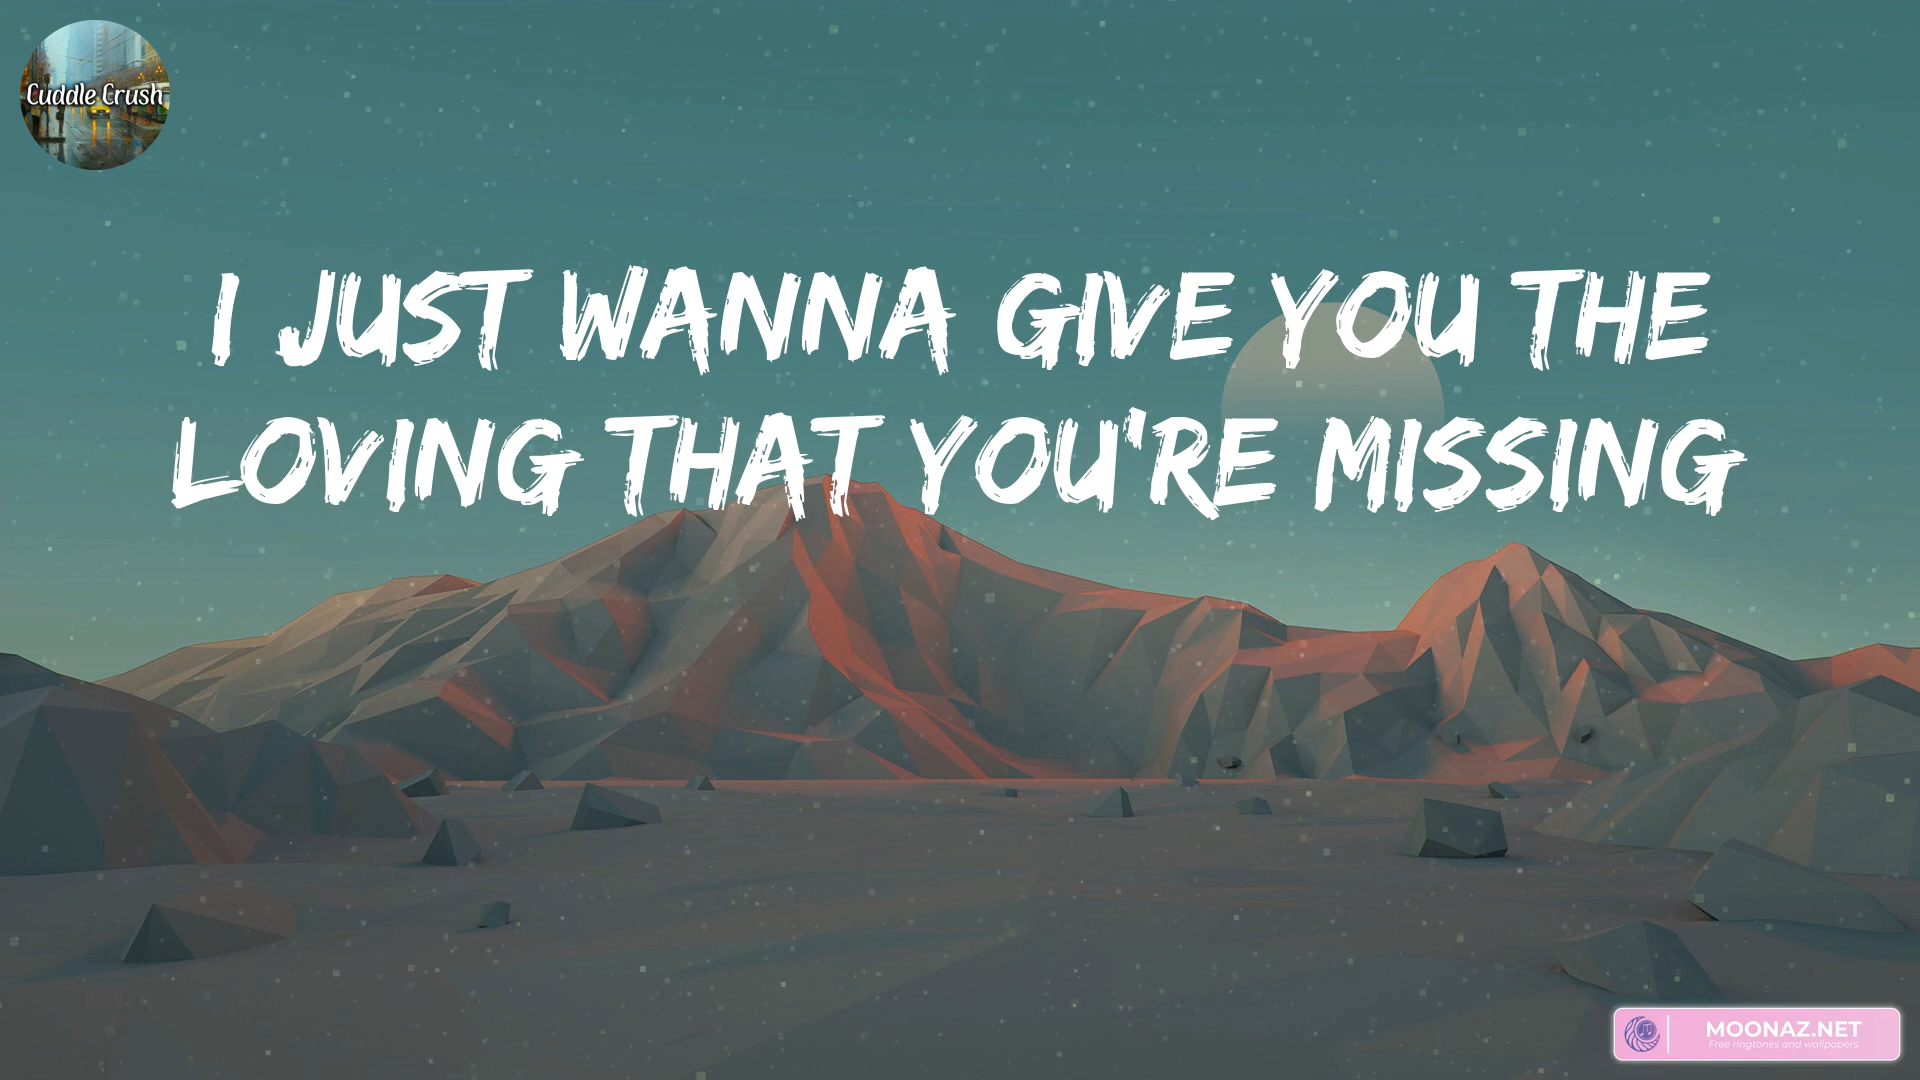 Cuddle Crush
I JUST WANNA GIVE YOU THE
LOVING THAT YOU'RE MISSING
MOONAZ.NET
Free ringtones and wallpapers